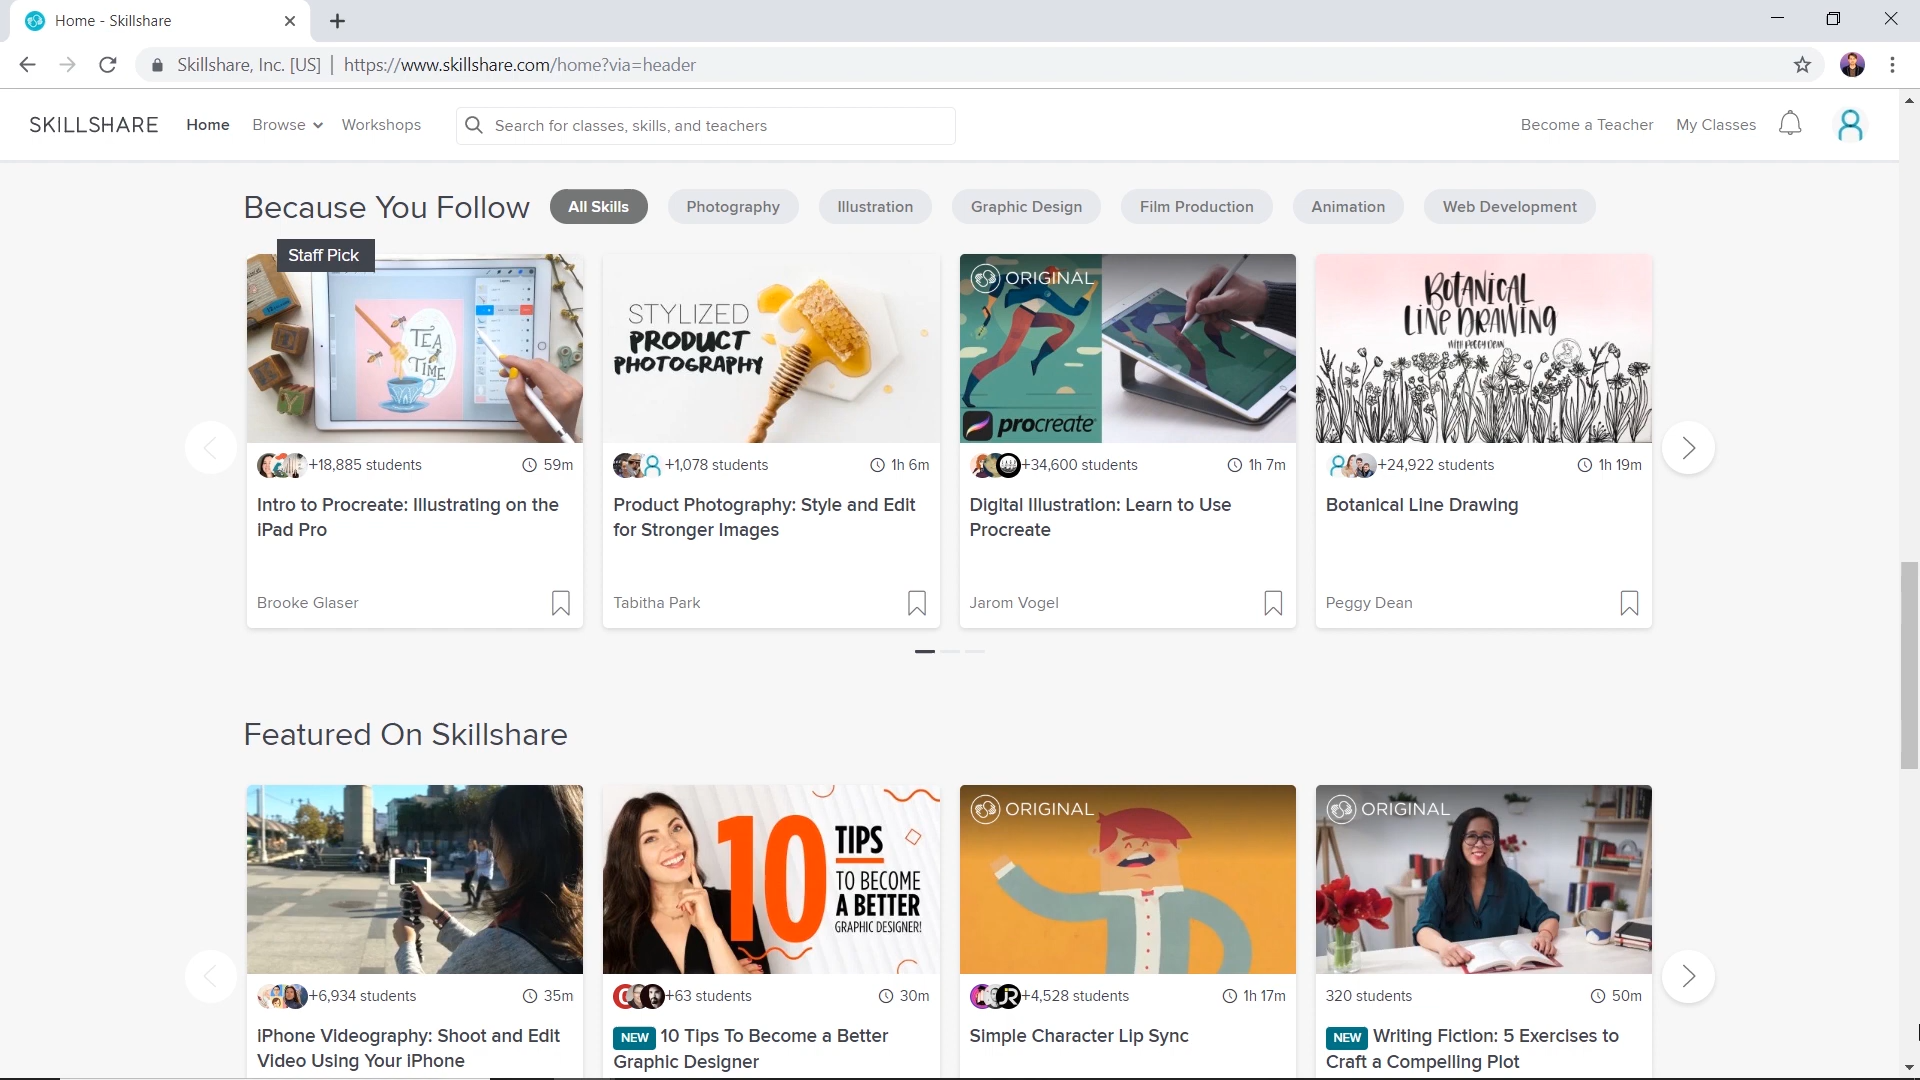 Home - Skillshare
Skillshare, Inc. [US] | https://www.skillshare.com/home?via=header
SKILLSHARE Home Browse Workshops Search for classes, skills, and teachers Become a Teacher My Classes
Because You Follow All Skills Photography Illustration Graphic Design Film Production Animation Web Development
Staff Pick
TEA
TIME
STYLIZED
PRODUCT
PHOTOGRAPHY
ORIGINAL
procreate
BOTANICAL
LINE DRAWING
WITH PEGGY DEAN
+18,885 students 59m
+1,078 students 1h 6m
+34,600 students 1h 7m
+24,922 students 1h 19m
Intro to Procreate: Illustrating on the
iPad Pro
Product Photography: Style and Edit
for Stronger Images
Digital Illustration: Learn to Use
Procreate
Botanical Line Drawing
Brooke Glaser
Tabitha Park
Jarom Vogel
Peggy Dean
Featured On Skillshare
10 TIPS
TO BECOME
A BETTER
GRAPHIC DESIGNER!
ORIGINAL
ORIGINAL
+6,934 students 35m
+63 students 30m
+4,528 students 1h 17m
320 students 50m
iPhone Videography: Shoot and Edit
Video Using Your iPhone
NEW 10 Tips To Become a Better
Graphic Designer
Simple Character Lip Sync
NEW Writing Fiction: 5 Exercises to
Craft a Compelling Plot